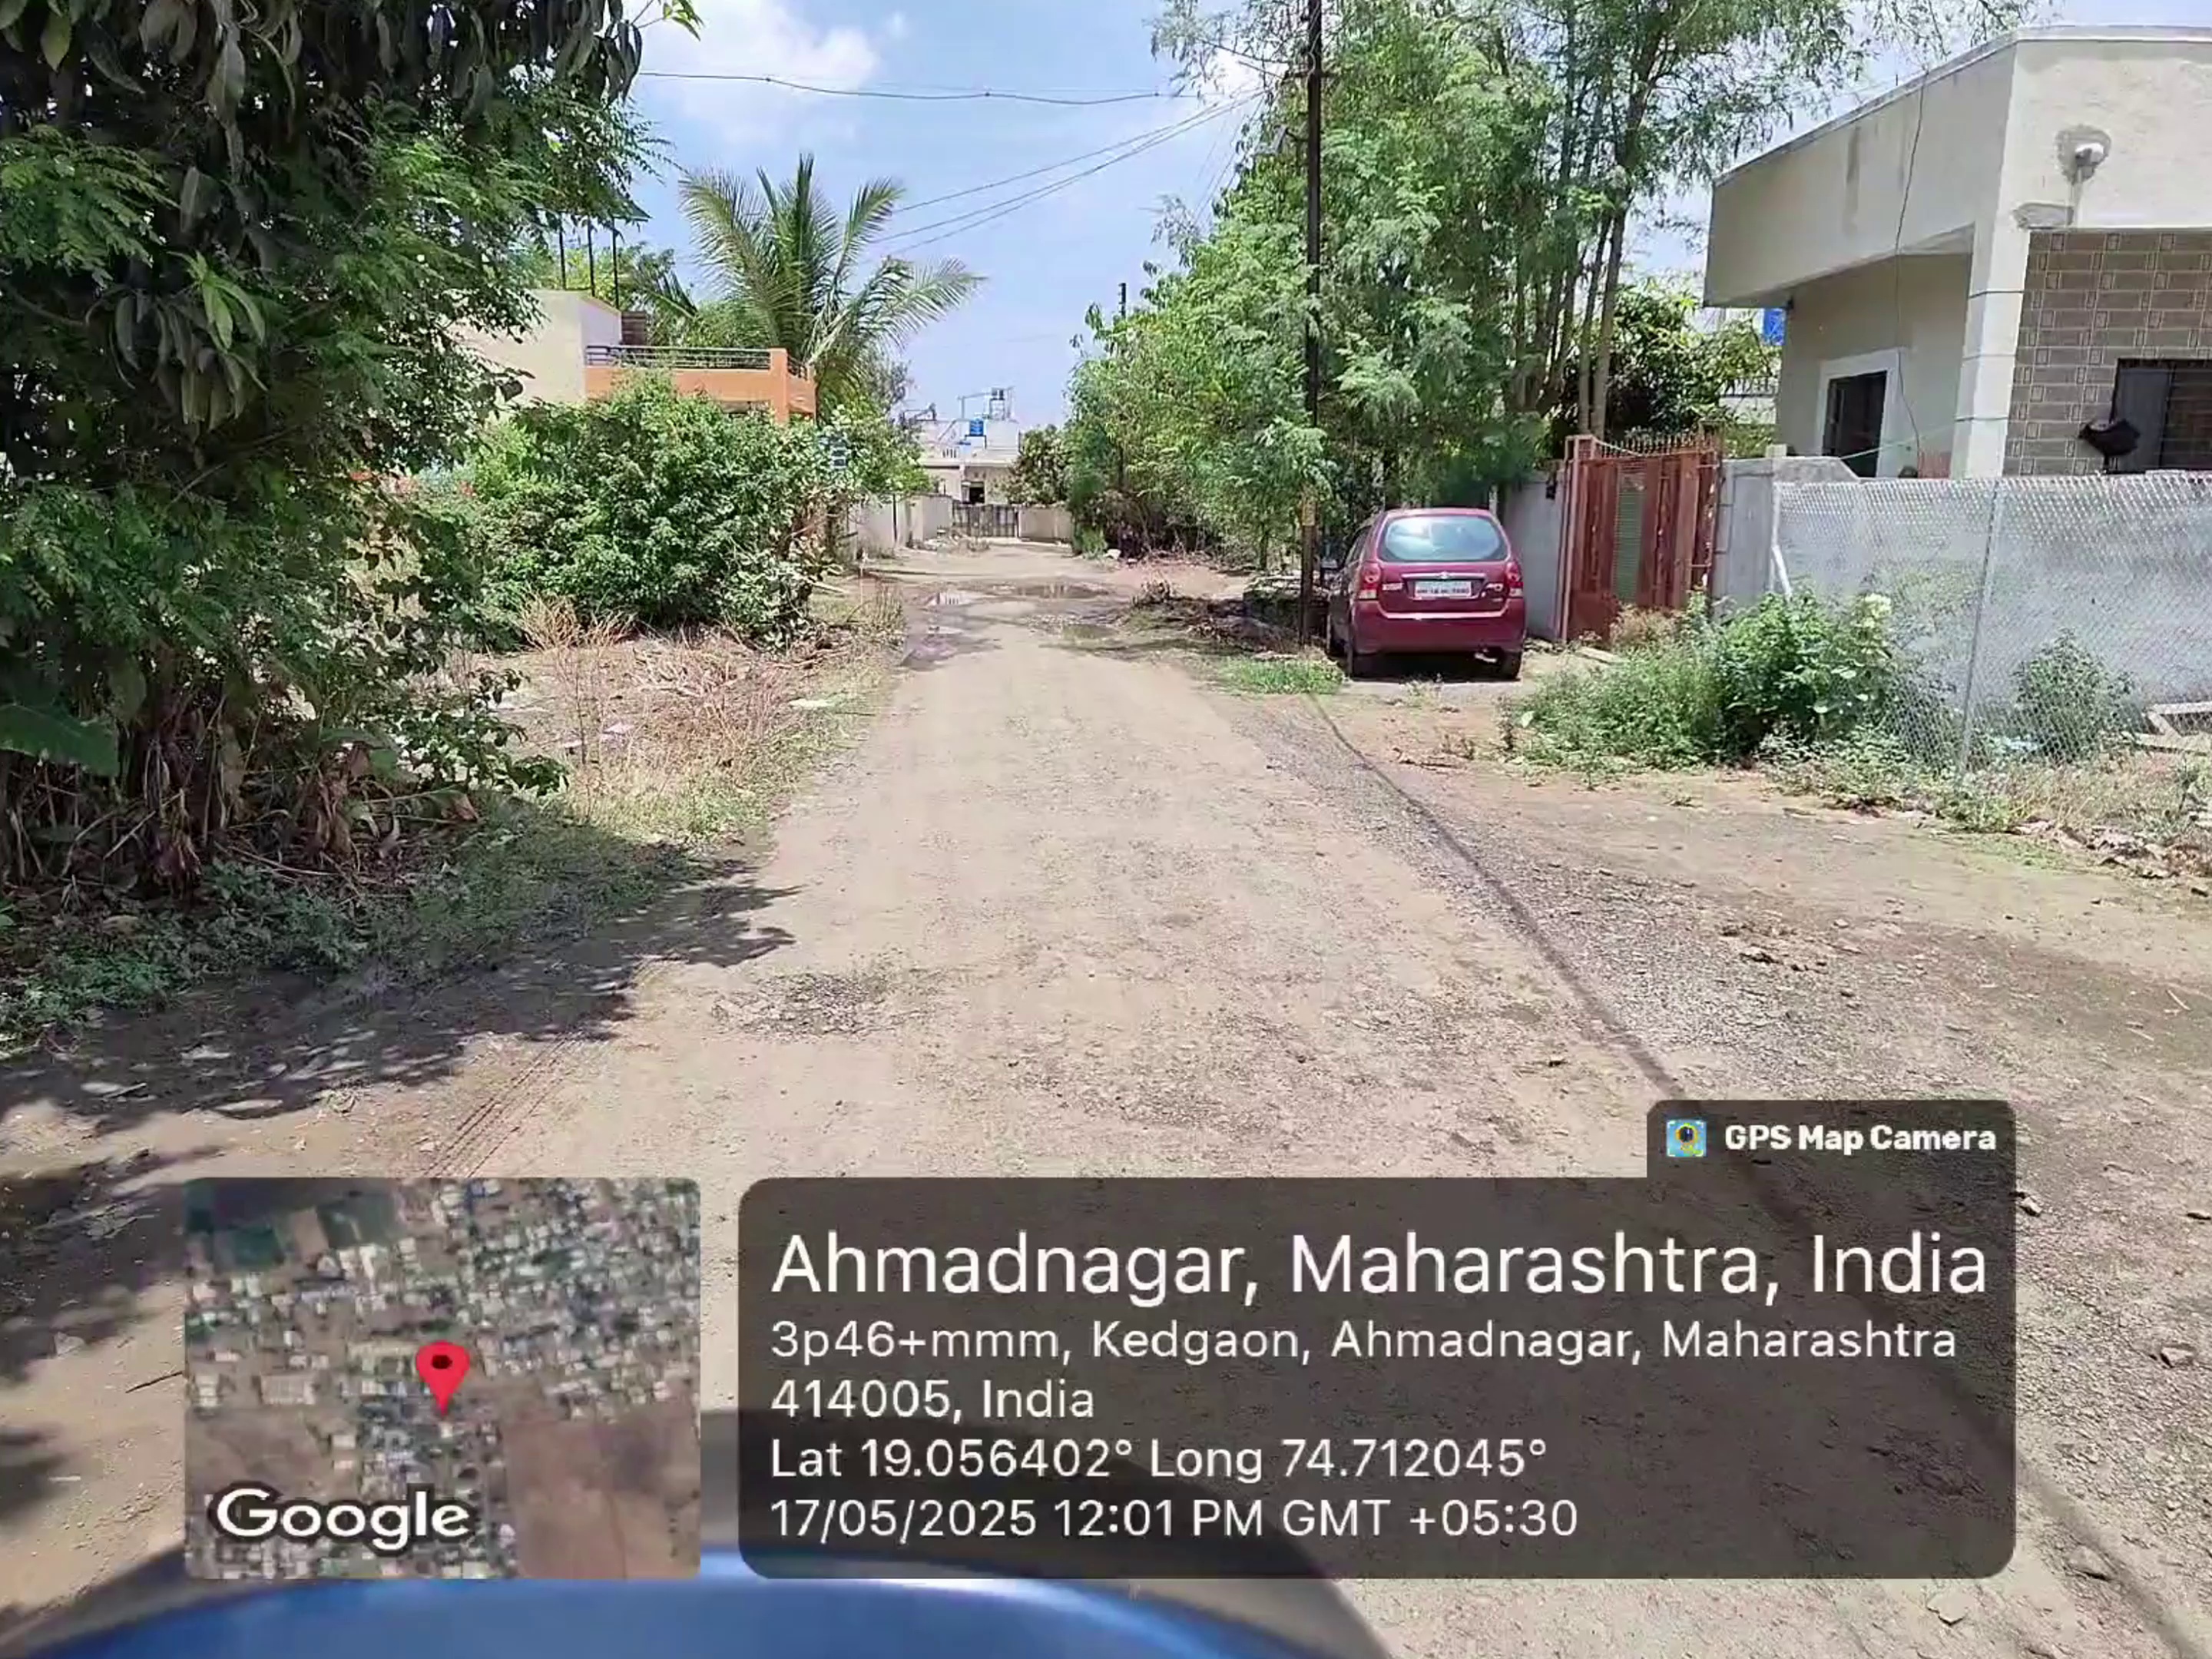 GPS Map Camera
Ahmadnagar, Maharashtra, India
3p46+mmm, Kedgaon, Ahmadnagar, Maharashtra
414005, India
Lat 19.056402° Long 74.712045°
17/05/2025 12:01 PM GMT +05:30
Google